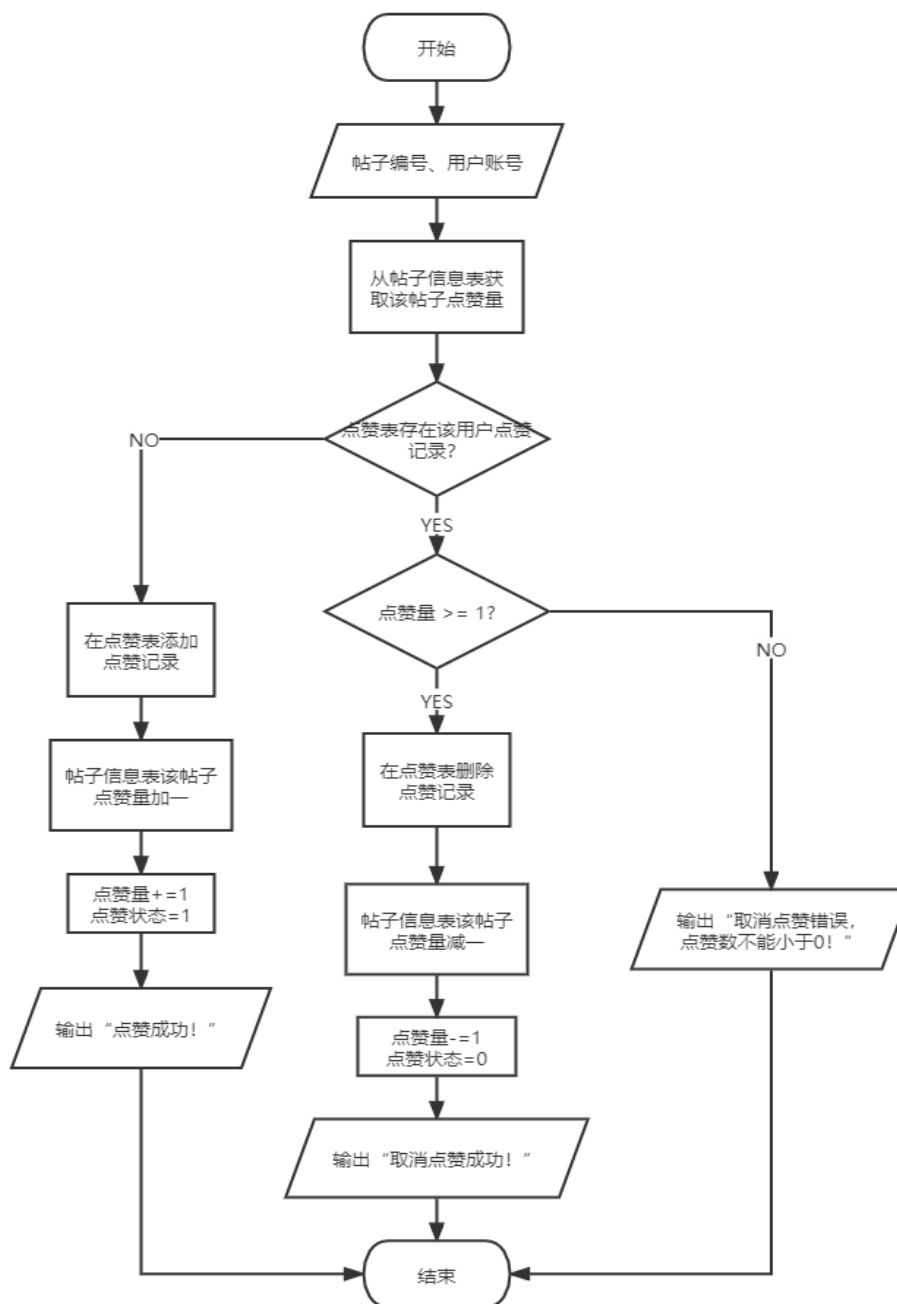 开始
帖子编号、用户账号
从帖子信息表获
取该帖子点赞量
点赞表存在该用户点赞
记录?
NO
YES
点赞量 >= 1?
NO
YES
在点赞表添加
点赞记录
帖子信息表该帖子
点赞量加一
点赞量+=1
点赞状态=1
输出“点赞成功！”
在点赞表删除
点赞记录
帖子信息表该帖子
点赞量减一
点赞量-=1
点赞状态=0
输出“取消点赞成功！”
输出“取消点赞错误，
点赞数不能小于0！”
结束